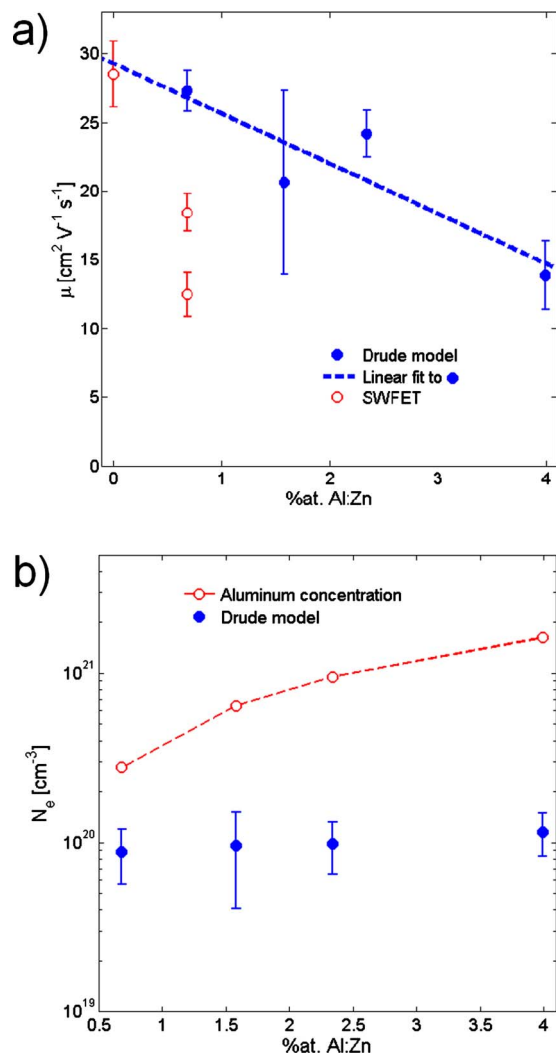 a)
30
25
20
15
10
5
0
μ [cm² V⁻¹ s⁻¹]
Drude model
Linear fit to
SWFET
0 1 2 3 4
%at. Al:Zn
b)
Aluminum concentration
Drude model
10²¹
10²⁰
10¹⁹
Nₑ [cm⁻³]
0.5 1 1.5 2 2.5 3 3.5 4
%at. Al:Zn